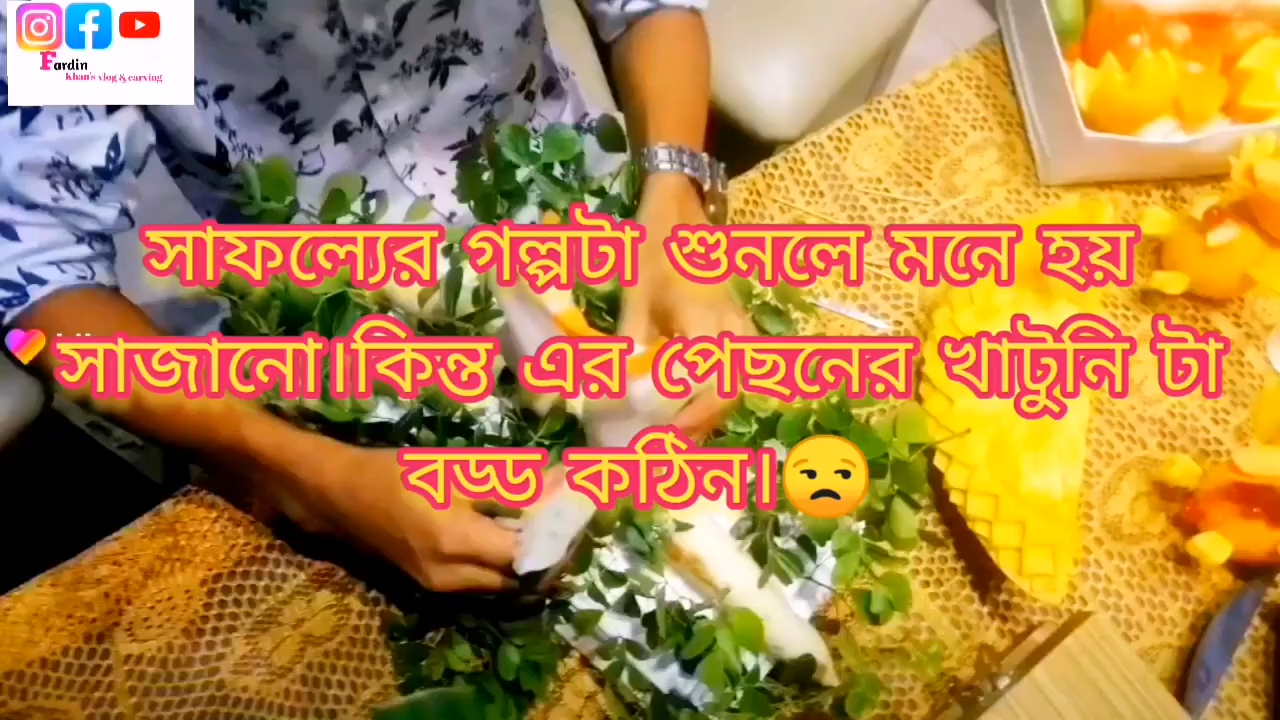 Fardin
khan's vlog & carving
সাফল্যের গল্পটা শুনলে মনে হয়
সাজানো।কিন্ত এর পেছনের খাটুনি টা
বড্ড কঠিন।😒